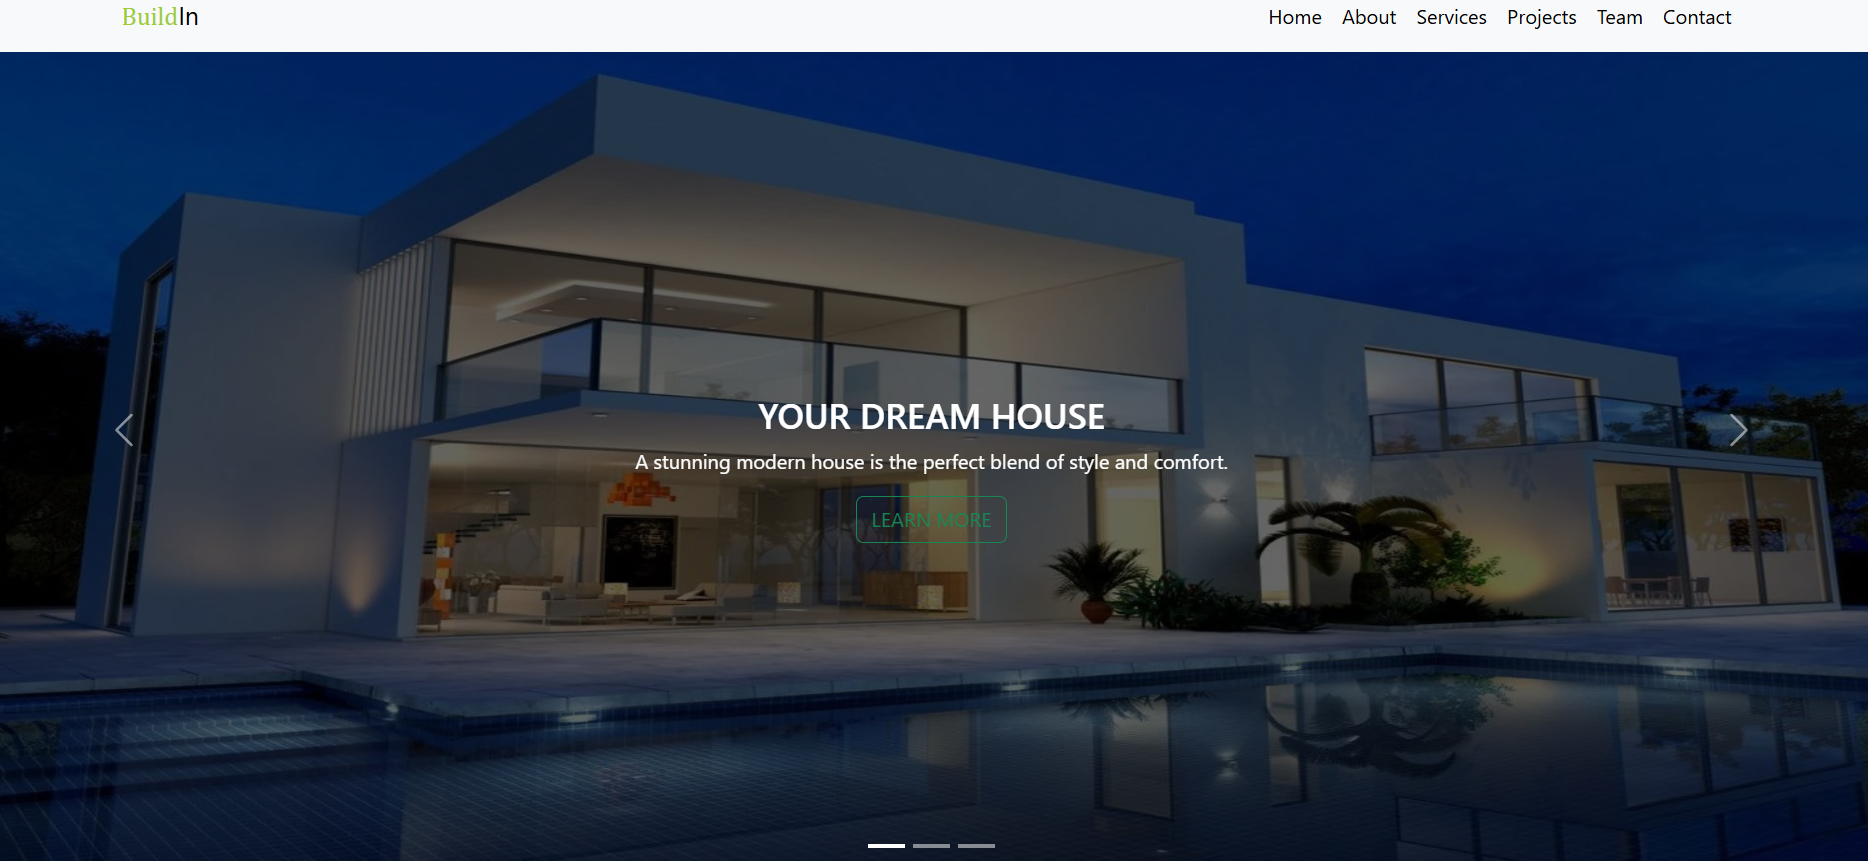 BuildIn
Home About Services Projects Team Contact
YOUR DREAM HOUSE
A stunning modern house is the perfect blend of style and comfort.
LEARN MORE